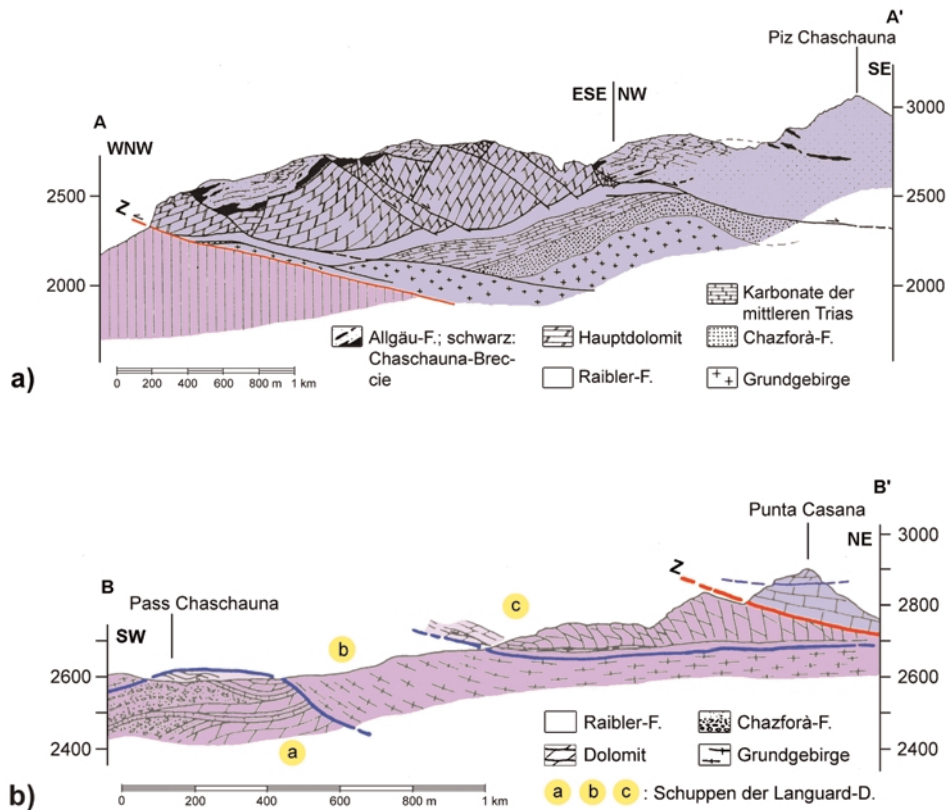 A'
Piz Chaschauna
SE
ESE NW
A
WNW
3000
3000
2500
2500
Z
2000
2000
Karbonate der
mittleren Trias
Allgäu-F.; schwarz:
Chaschauna-Brec-
cie
Hauptdolomit
Chazforà-F.
Raibler-F.
Grundgebirge
a)
0 200 400 600 800 m 1 km
B'
Punta Casana
NE
3000
B
Pass Chaschauna
SW
Z
c
2800
b
2600
2600
2400
2400
a
Raibler-F.
Chazforà-F.
Dolomit
Grundgebirge
a b c : Schuppen der Languard-D.
b)
0 200 400 600 800 m 1 km